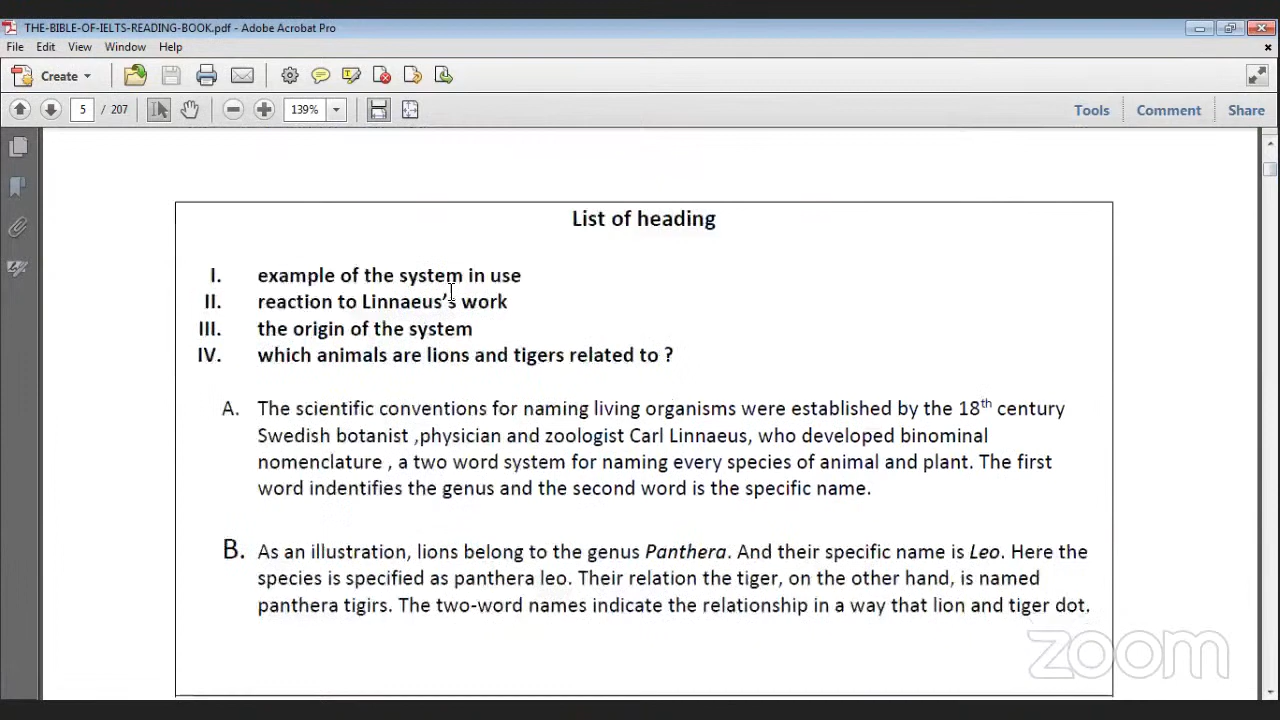 THE-BIBLE-OF-IELTS-READING-BOOK.pdf - Adobe Acrobat Pro
File Edit View Window Help
Create
5 / 207 139% Tools Comment Share
List of heading
I. example of the system in use
II. reaction to Linnaeus’s work
III. the origin of the system
IV. which animals are lions and tigers related to ?
A. The scientific conventions for naming living organisms were established by the 18th century
Swedish botanist ,physician and zoologist Carl Linnaeus, who developed binominal
nomenclature , a two word system for naming every species of animal and plant. The first
word indentifies the genus and the second word is the specific name.
B. As an illustration, lions belong to the genus Panthera. And their specific name is Leo. Here the
species is specified as panthera leo. Their relation the tiger, on the other hand, is named
panthera tigirs. The two-word names indicate the relationship in a way that lion and tiger dot.
zoom